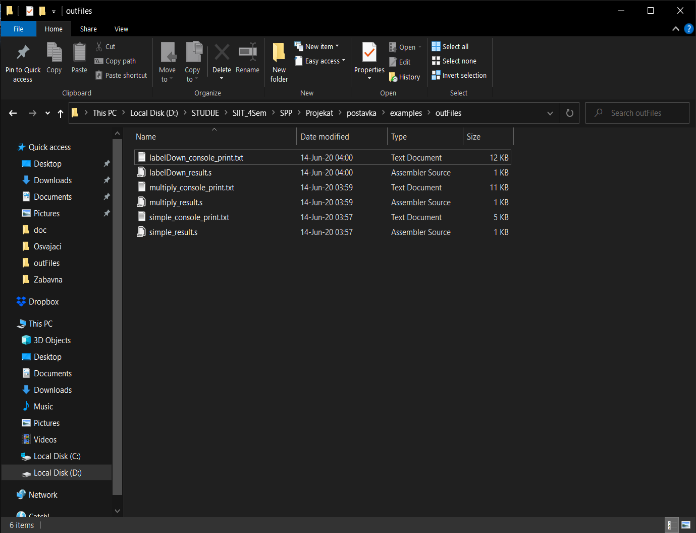 outFiles
File Home Share View
Pin to Quick access
Copy
Paste
Cut
Copy path
Paste shortcut
Clipboard
Move to
Copy to
Delete
Rename
Organize
New folder
New item
Easy access
New
Properties
Open
Edit
History
Open
Select all
Select none
Invert selection
Select
This PC > Local Disk (D:) > STUDIJE > SIIT_4Sem > SPP > Projekat > postavka > examples > outFiles
Search outFiles
Name Date modified Type Size
labelDown_console_print.txt 14-Jun-20 04:00 Text Document 12 KB
labelDown_result.s 14-Jun-20 04:00 Assembler Source 1 KB
multiply_console_print.txt 14-Jun-20 03:59 Text Document 11 KB
multiply_result.s 14-Jun-20 03:59 Assembler Source 1 KB
simple_console_print.txt 14-Jun-20 03:57 Text Document 5 KB
simple_result.s 14-Jun-20 03:57 Assembler Source 1 KB
Quick access
Desktop
Downloads
Documents
Pictures
doc
Osvajaci
outFiles
Zabavna
Dropbox
This PC
3D Objects
Desktop
Documents
Downloads
Music
Pictures
Videos
Local Disk (C:)
Local Disk (D:)
Network
6 items